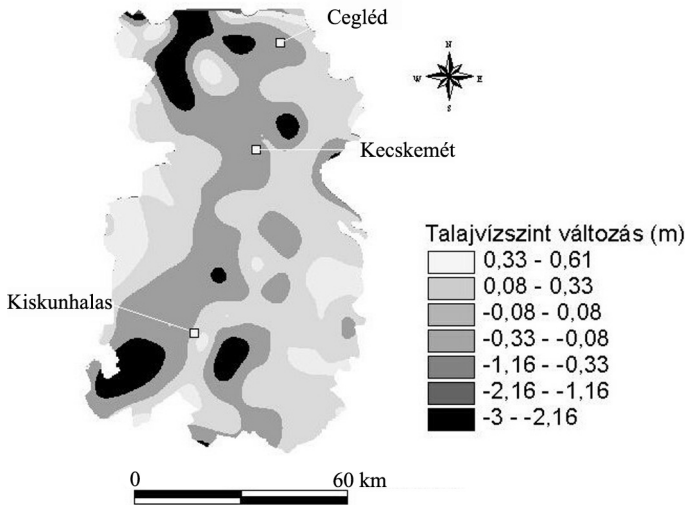 Cegléd
N
W E
S
Kecskemét
Talajvízszint változás (m)
0,33 - 0,61
0,08 - 0,33
-0,08 - 0,08
-0,33 - -0,08
-1,16 - -0,33
-2,16 - -1,16
-3 - -2,16
Kiskunhalas
0 60 km